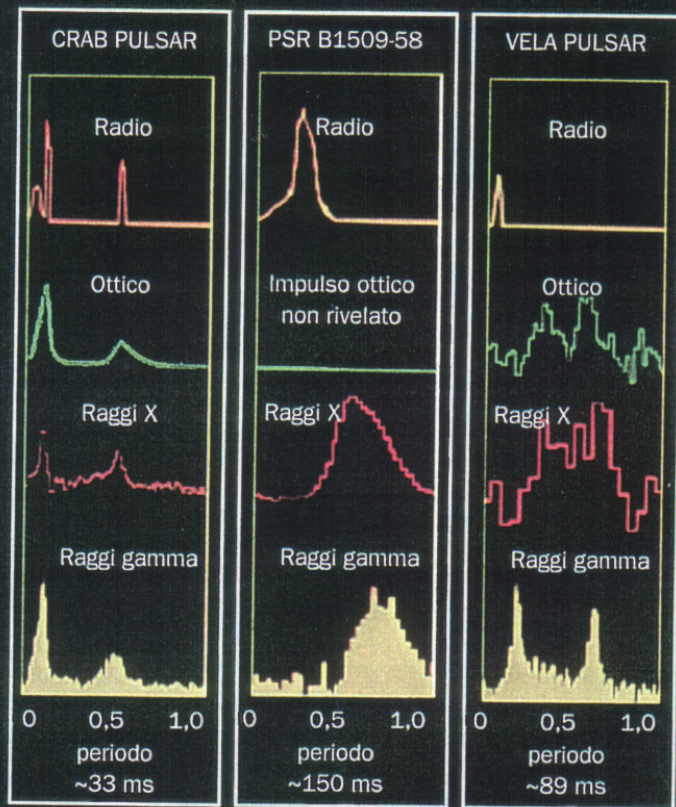 CRAB PULSAR
Radio
Ottico
Raggi X
Raggi gamma
0 0,5 1,0
periodo
~33 ms
PSR B1509-58
Radio
Impulso ottico
non rivelato
Raggi X
Raggi gamma
0 0,5 1,0
periodo
~150 ms
VELA PULSAR
Radio
Ottico
Raggi X
Raggi gamma
0 0,5 1,0
periodo
~89 ms